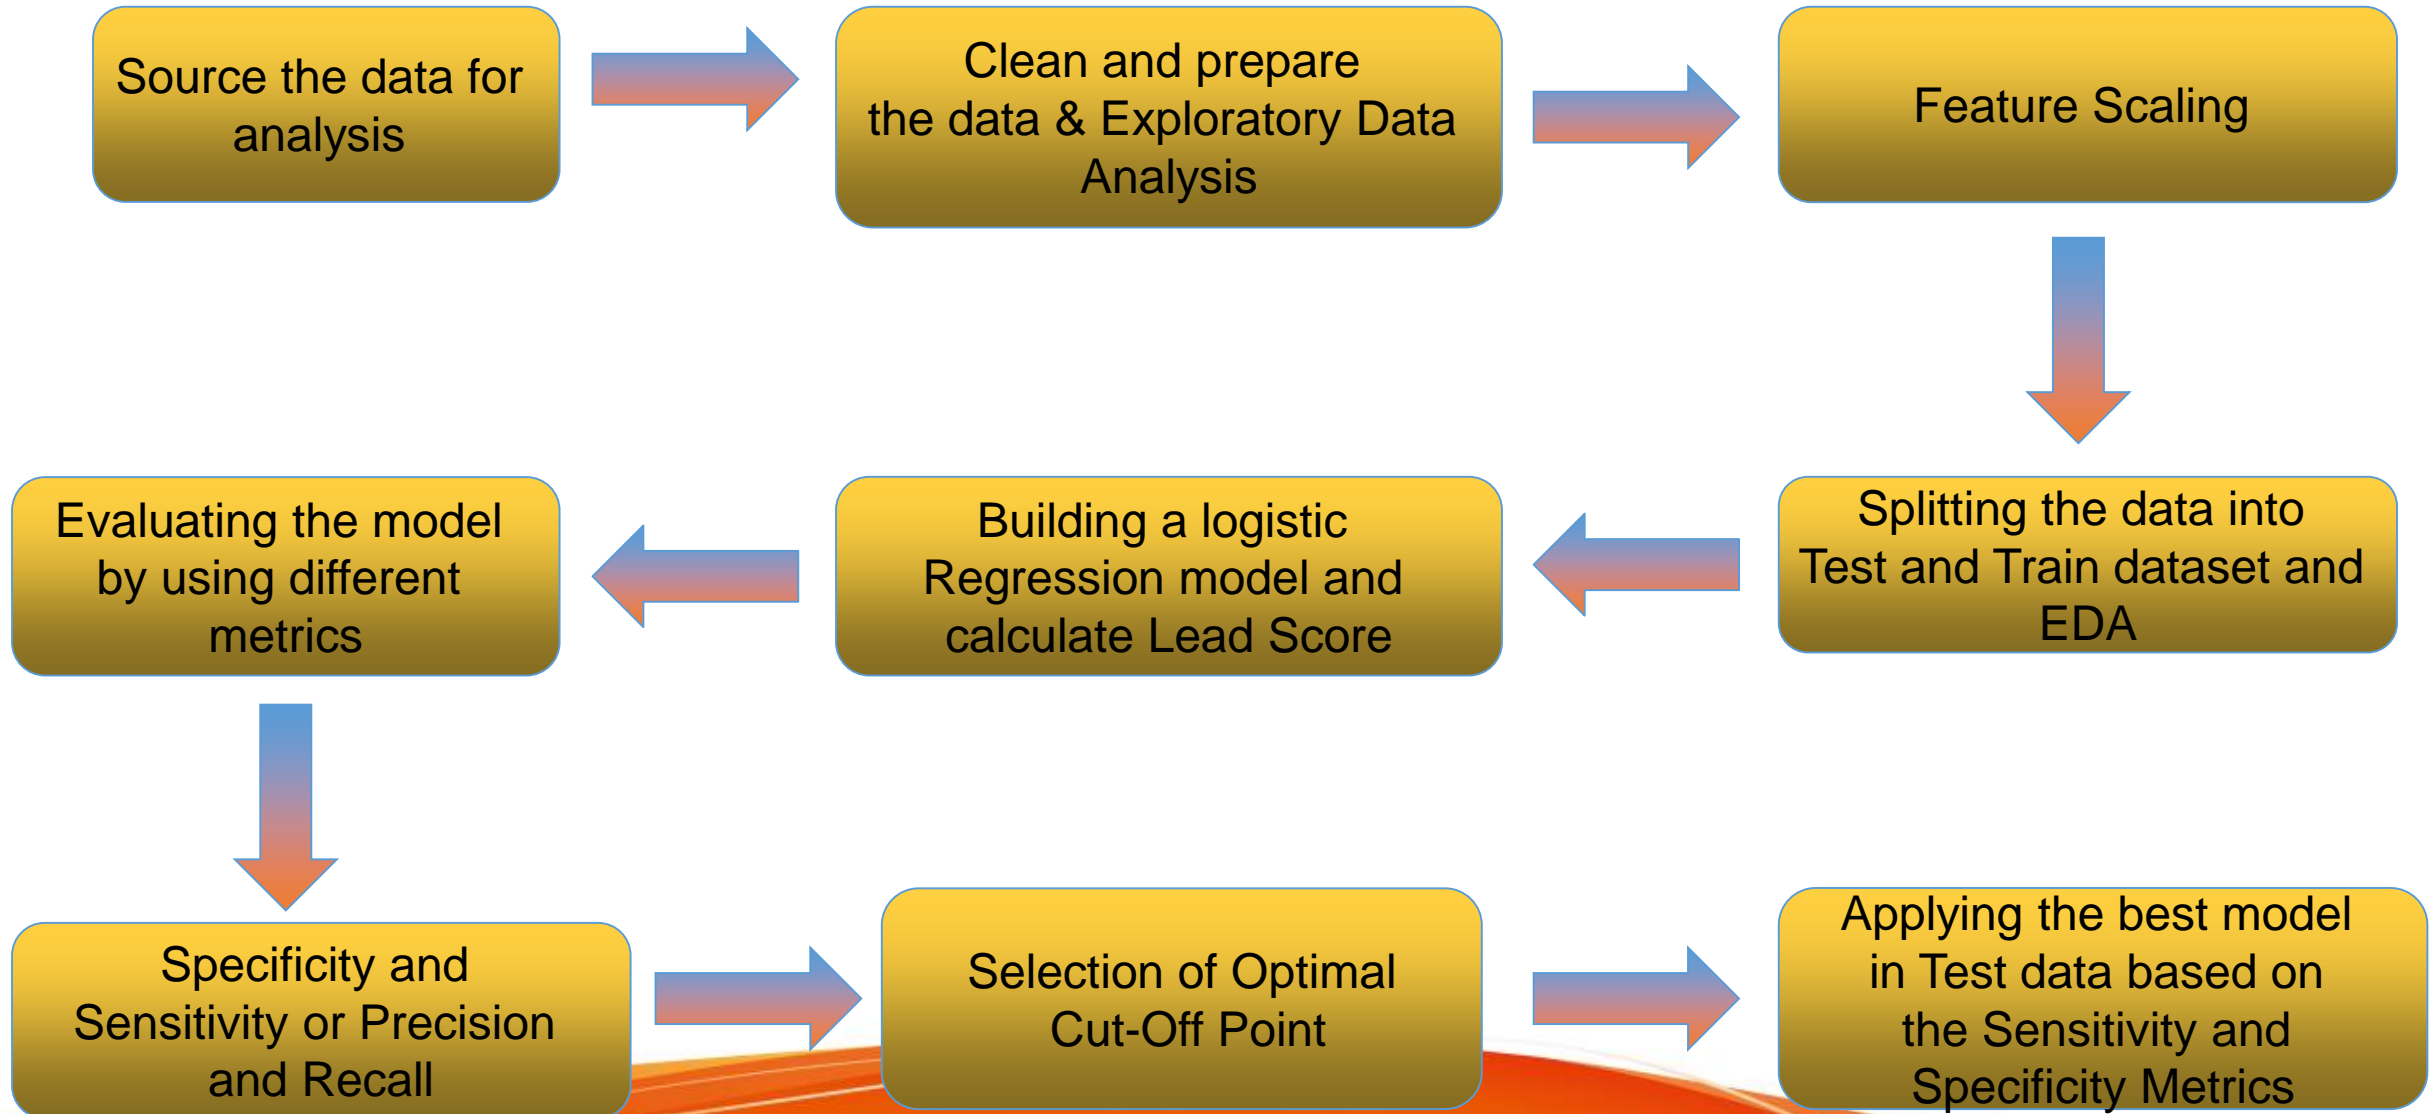 Source the data for
analysis
Clean and prepare
the data & Exploratory Data
Analysis
Feature Scaling
Splitting the data into
Test and Train dataset and
EDA
Building a logistic
Regression model and
calculate Lead Score
Evaluating the model
by using different
metrics
Specificity and
Sensitivity or Precision
and Recall
Selection of Optimal
Cut-Off Point
Applying the best model
in Test data based on
the Sensitivity and
Specificity Metrics